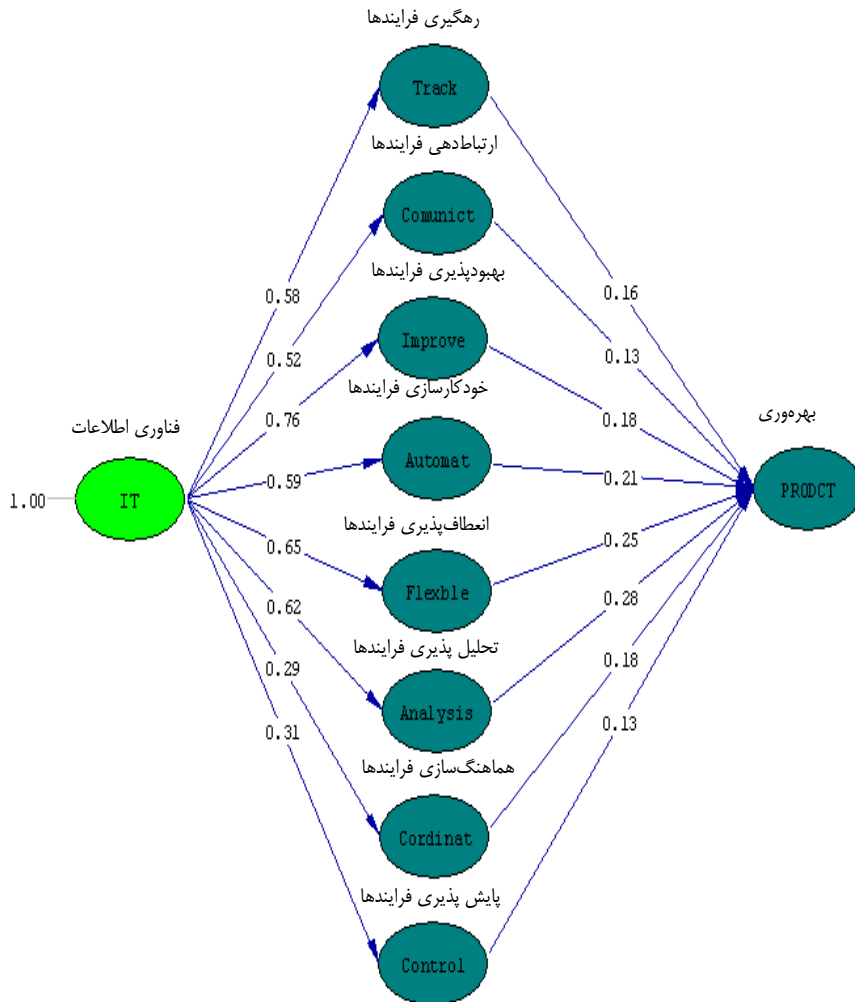 رهگیری فرایندها
Track
ارتباط‌دهی فرایندها
Comunict
بهبودپذیری فرایندها
0.58
0.16
0.52
Improve
0.13
خودکارسازی فرایندها
0.76
0.18
فناوری اطلاعات
بهره‌وری
Automat
0.59
0.21
1.00
IT
PRODCT
انعطاف‌پذیری فرایندها
0.65
0.25
Flexble
0.62
0.28
تحلیل پذیری فرایندها
0.29
0.18
Analysis
0.31
0.13
هماهنگ‌سازی فرایندها
Cordinat
پایش پذیری فرایندها
Control